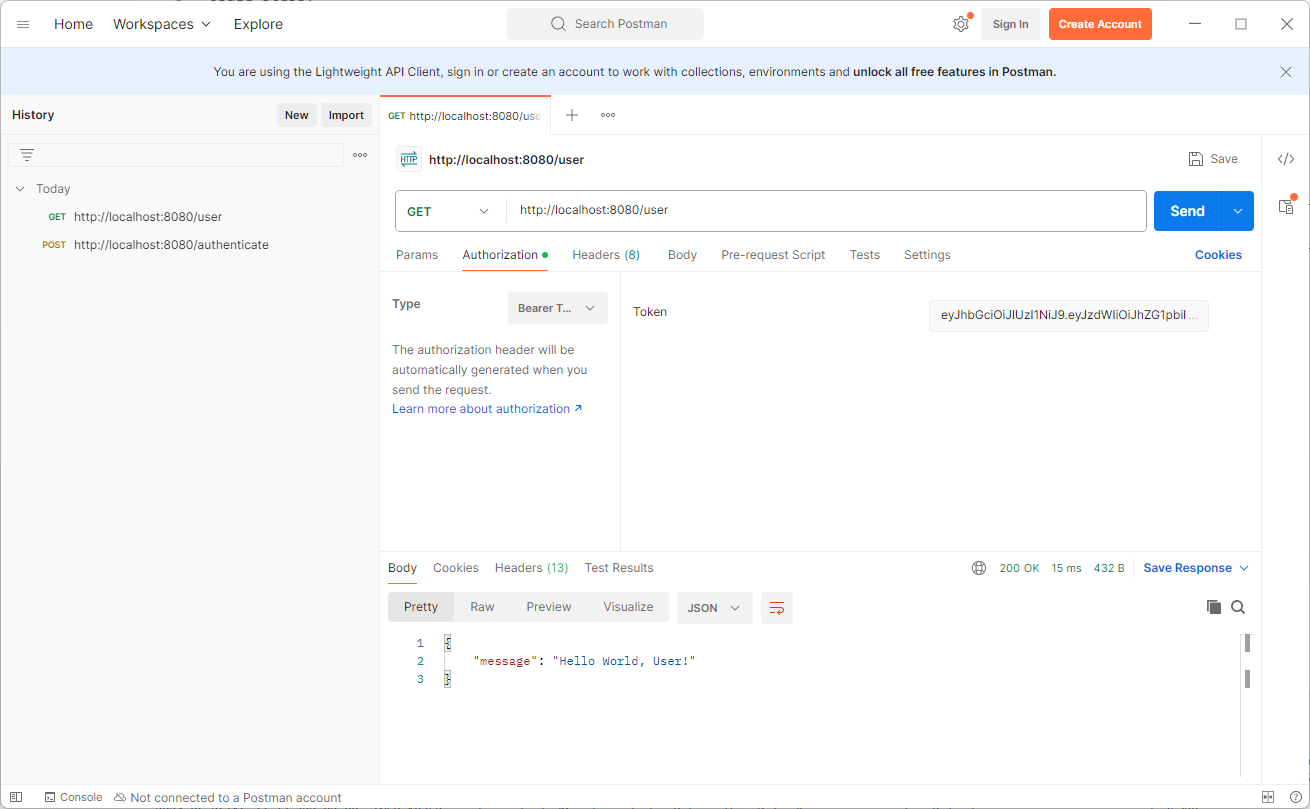 Home Workspaces Explore Search Postman Sign In Create Account
You are using the Lightweight API Client, sign in or create an account to work with collections, environments and unlock all free features in Postman.
History New Import GET http://localhost:8080/use
HTTP http://localhost:8080/user Save
Today
GET http://localhost:8080/user
POST http://localhost:8080/authenticate
GET http://localhost:8080/user Send
Params Authorization Headers (8) Body Pre-request Script Tests Settings Cookies
Type Bearer T... Token eyJhbGciOiJIUzI1NiJ9.eyJzdWIiOiJhZG1pbiI ...
The authorization header will be
automatically generated when you
send the request.
Learn more about authorization ↗
Body Cookies Headers (13) Test Results 200 OK 15 ms 432 B Save Response
Pretty Raw Preview Visualize JSON
1 {
2 "message": "Hello World, User!"
3 }
Console Not connected to a Postman account